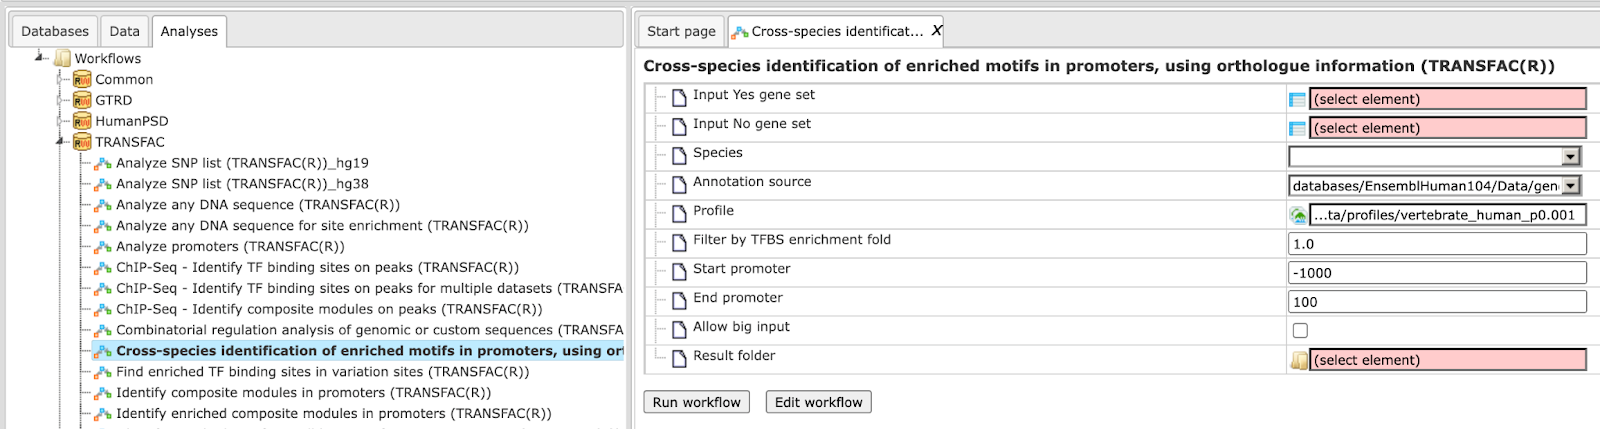 Databases
Data
Analyses
Workflows
Common
GTRD
HumanPSD
TRANSFAC
Analyze SNP list (TRANSFAC(R))_hg19
Analyze SNP list (TRANSFAC(R))_hg38
Analyze any DNA sequence (TRANSFAC(R))
Analyze any DNA sequence for site enrichment (TRANSFAC(R))
Analyze promoters (TRANSFAC(R))
ChIP-Seq - Identify TF binding sites on peaks (TRANSFAC(R))
ChIP-Seq - Identify TF binding sites on peaks for multiple datasets (TRANSFA
ChIP-Seq - Identify composite modules on peaks (TRANSFAC(R))
Combinatorial regulation analysis of genomic or custom sequences (TRANSFA
Cross-species identification of enriched motifs in promoters, using ort
Find enriched TF binding sites in variation sites (TRANSFAC(R))
Identify composite modules in promoters (TRANSFAC(R))
Identify enriched composite modules in promoters (TRANSFAC(R))
Start page
Cross-species identificat... X
Cross-species identification of enriched motifs in promoters, using orthologue information (TRANSFAC(R))
Input Yes gene set (select element)
Input No gene set (select element)
Species
Annotation source databases/EnsemblHuman104/Data/gen
Profile ...ta/profiles/vertebrate_human_p0.001
Filter by TFBS enrichment fold 1.0
Start promoter -1000
End promoter 100
Allow big input
Result folder (select element)
Run workflow
Edit workflow